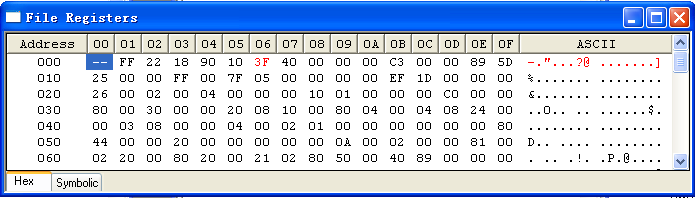 File Registers
Address 00 01 02 03 04 05 06 07 08 09 0A 0B 0C 0D 0E 0F ASCII
000 -- FF 22 18 90 10 3F 40 00 00 00 C3 00 00 89 5D -."...?@ .......]
010 25 00 00 FF 00 7F 05 00 00 00 00 EF 1D 00 00 00 %....... ........
020 26 00 02 00 04 00 00 00 10 01 00 00 00 C0 00 00 &....... ........
030 80 00 30 00 00 20 08 10 00 80 04 00 04 08 24 00 ..0.. .. ......$.
040 00 03 08 00 00 04 00 02 01 00 00 00 00 00 00 80 ........ ........
050 44 00 00 20 00 00 00 00 00 0A 00 02 00 00 81 00 D.. .... ........
060 02 20 00 80 20 00 21 02 80 50 00 40 89 00 00 00 . .. .!. .P.@....
Hex Symbolic